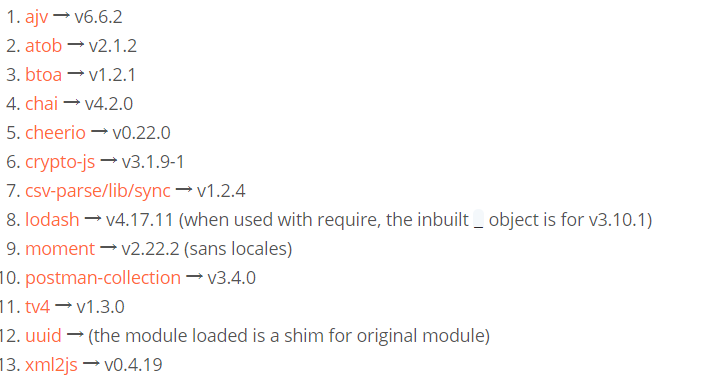 1. ajv → v6.6.2
2. atob → v2.1.2
3. btoa → v1.2.1
4. chai → v4.2.0
5. cheerio → v0.22.0
6. crypto-js → v3.1.9-1
7. csv-parse/lib/sync → v1.2.4
8. lodash → v4.17.11 (when used with require, the inbuilt _ object is for v3.10.1)
9. moment → v2.22.2 (sans locales)
10. postman-collection → v3.4.0
11. tv4 → v1.3.0
12. uuid → (the module loaded is a shim for original module)
13. xml2js → v0.4.19